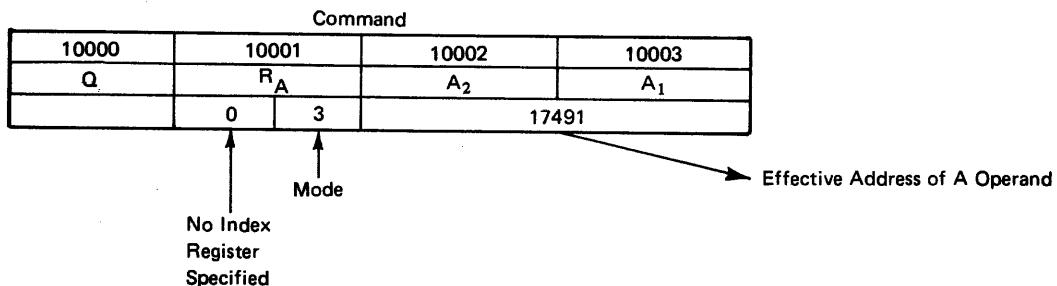 Command
10000 10001 10002 10003
Q RA A2 A1
0 3 17491
Effective Address of A Operand
Mode
No Index
Register
Specified